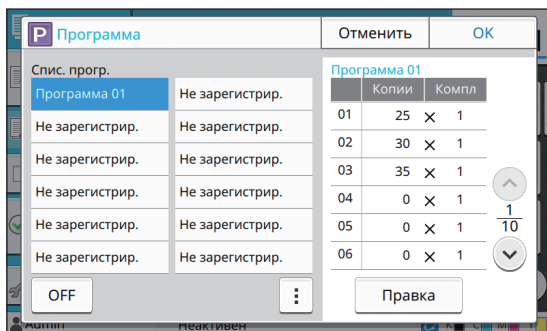 P Программа
Отменить
OK
Спис. прогр.
Программа 01
Не зарегистрир.
Не зарегистрир.
Не зарегистрир.
Не зарегистрир.
Не зарегистрир.
Не зарегистрир.
Не зарегистрир.
Не зарегистрир.
Не зарегистрир.
Не зарегистрир.
Не зарегистрир.
OFF
Программа 01
Копии Компл
01 25 × 1
02 30 × 1
03 35 × 1
04 0 × 1
05 0 × 1
06 0 × 1
1
10
Правка
Admin Неактивен K C M Y